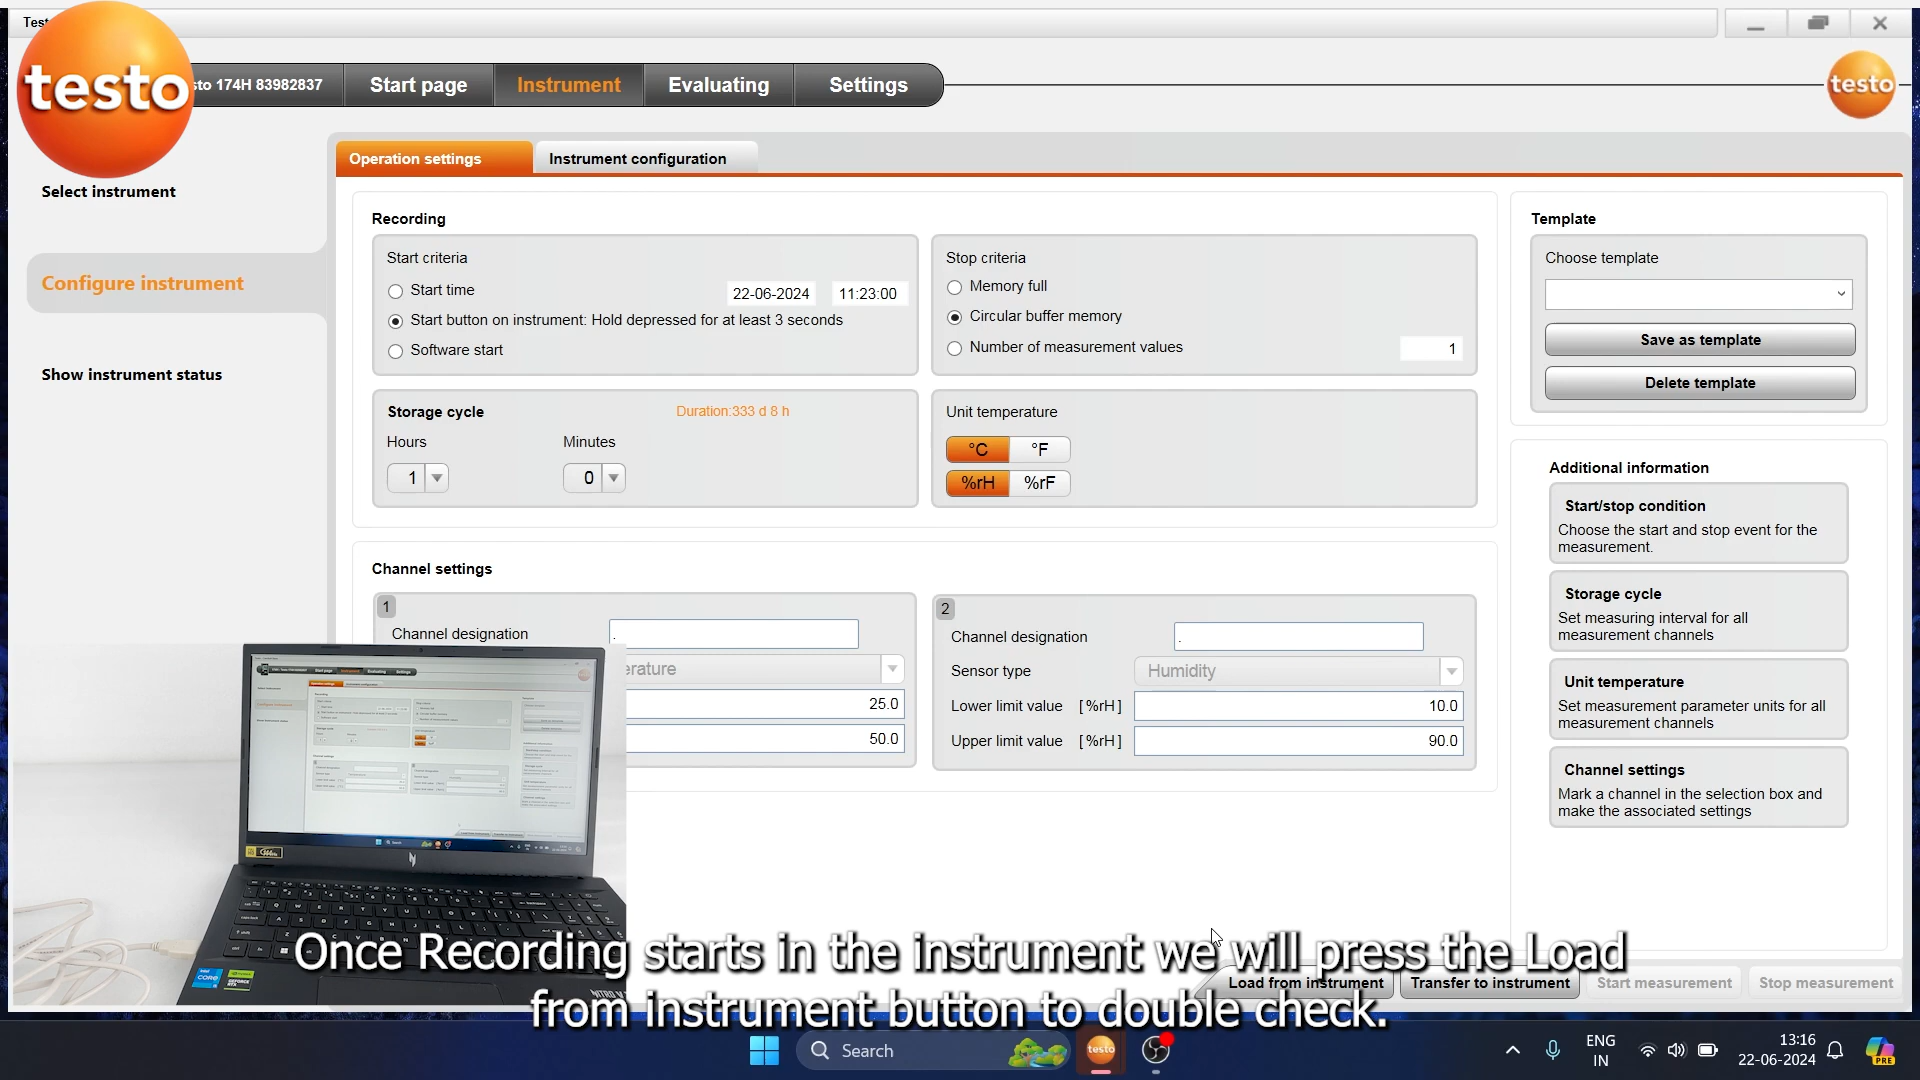 Test
testo
sto 174H 83982837
Start page
Instrument
Evaluating
Settings
testo
Operation settings
Instrument configuration
Select instrument
Configure instrument
Show instrument status
Recording
Start criteria
Start time
22-06-2024
11:23:00
Start button on instrument: Hold depressed for at least 3 seconds
Software start
Stop criteria
Memory full
Circular buffer memory
Number of measurement values
1
Storage cycle
Duration:333 d 8 h
Hours
Minutes
1
0
Unit temperature
°C
°F
%rH
%rF
Template
Choose template
Save as template
Delete template
Additional information
Start/stop condition
Choose the start and stop event for the
measurement.
Storage cycle
Set measuring interval for all
measurement channels
Unit temperature
Set measurement parameter units for all
measurement channels
Channel settings
Mark a channel in the selection box and
make the associated settings
Channel settings
1
Channel designation
.
erature
25.0
50.0
2
Channel designation
.
Sensor type
Humidity
Lower limit value [%rH]
10.0
Upper limit value [%rH]
90.0
Load from instrument
Transfer to instrument
Start measurement
Stop measurement
Once Recording starts in the instrument we will press the Load
from instrument button to double check.
Search
testo
ENG
IN
13:16
22-06-2024
PRE